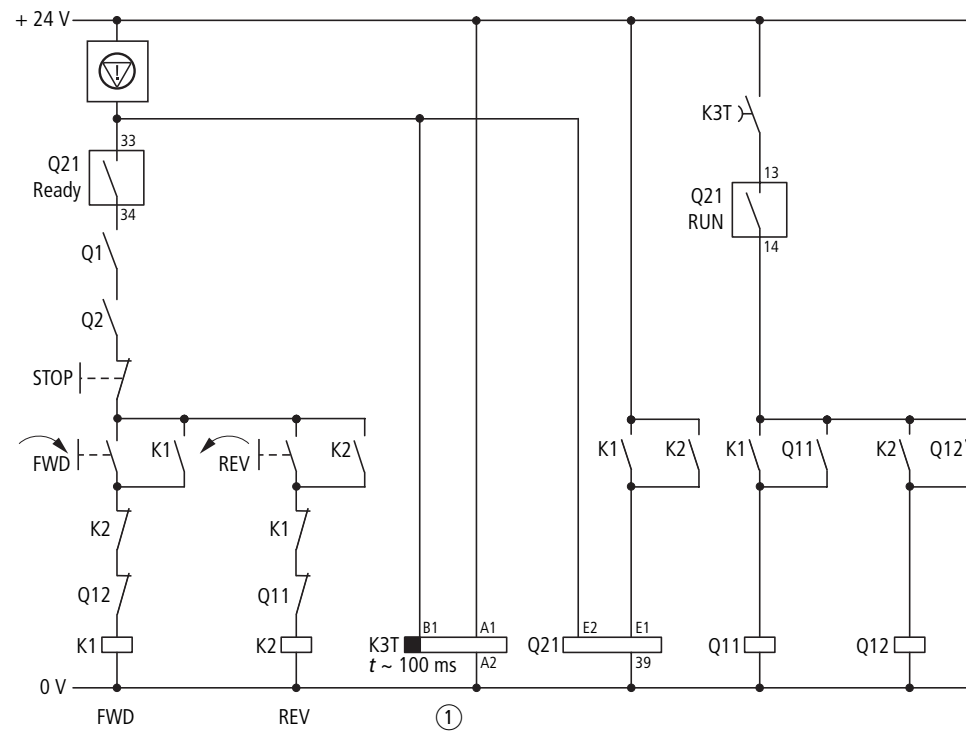 + 24 V
!
33
Q21
Ready
34
Q1
Q2
STOP
FWD
K1
REV
K2
K2
K1
Q12
Q11
K1
K2
K3T
t ~ 100 ms
B1
A1
A2
Q21
E2
E1
39
K1
K2
K3T
13
Q21
RUN
14
K1
Q11
K2
Q12
Q11
Q12
0 V
FWD
REV
1